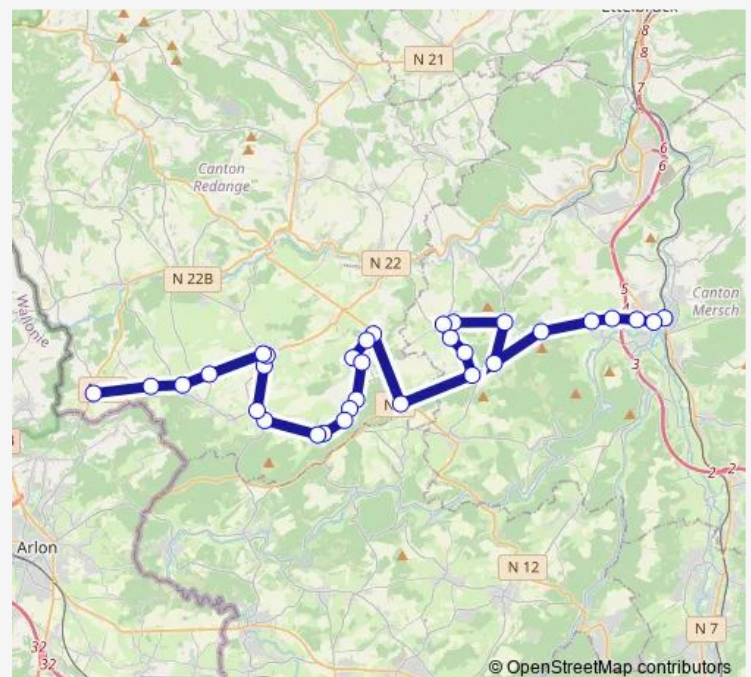 Ettelbruck
8
8
N 21
7
6
6
Canton
Redange
N 22
N 22B
5
Canton
Mersch
Wallonie
3
2
2
Arlon
N 12
32
32
N 7
© OpenStreetMap contributors